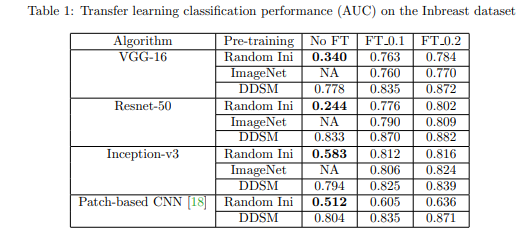 Table 1: Transfer learning classification performance (AUC) on the Inbreast dataset
Algorithm Pre-training No FT FT_0.1 FT_0.2
VGG-16 Random Ini 0.340 0.763 0.784
ImageNet NA 0.760 0.770
DDSM 0.778 0.835 0.872
Resnet-50 Random Ini 0.244 0.776 0.802
ImageNet NA 0.790 0.809
DDSM 0.833 0.870 0.882
Inception-v3 Random Ini 0.583 0.812 0.816
ImageNet NA 0.806 0.824
DDSM 0.794 0.825 0.839
Patch-based CNN [18] Random Ini 0.512 0.605 0.636
DDSM 0.804 0.835 0.871